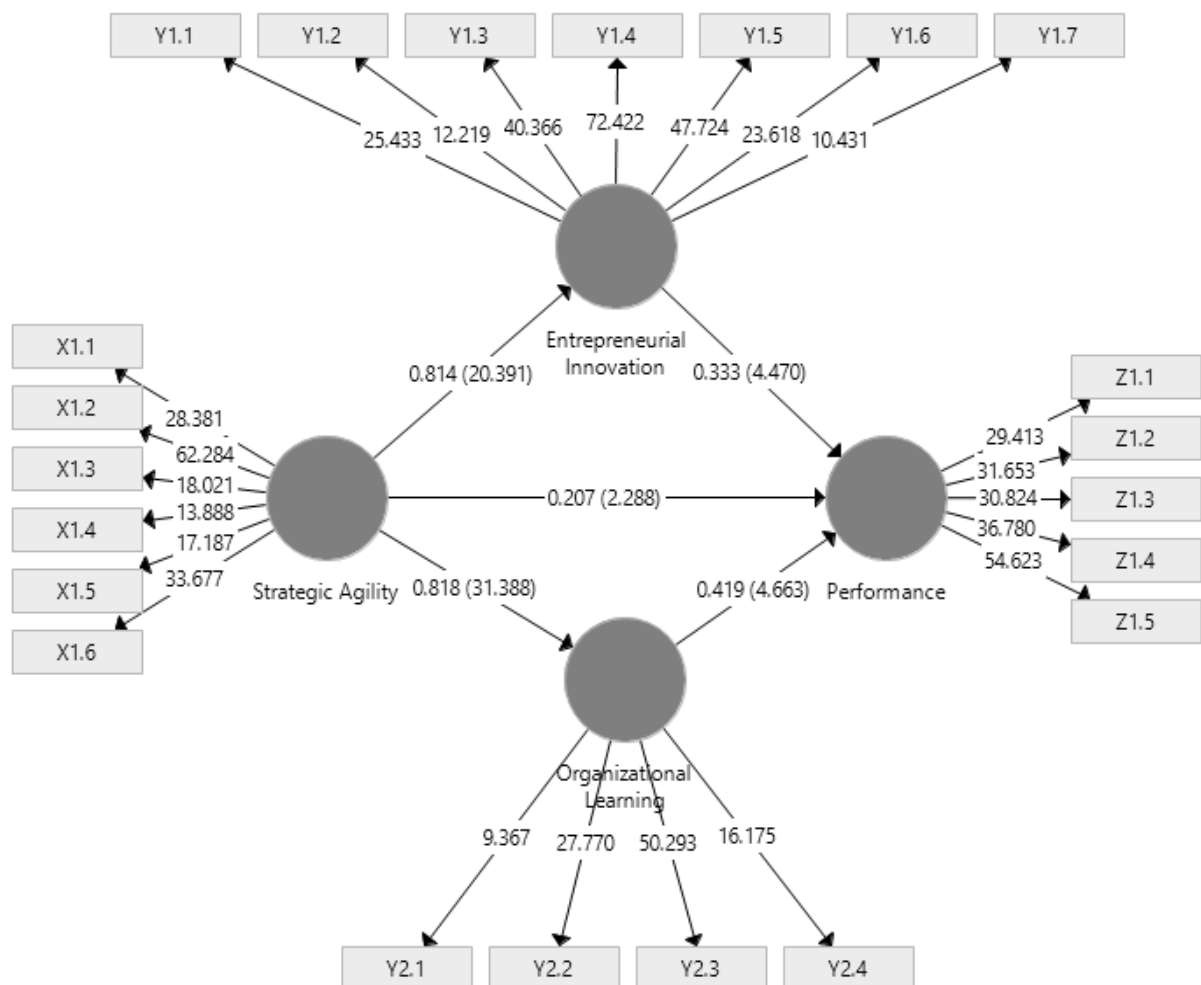 Y1.1 Y1.2 Y1.3 Y1.4 Y1.5 Y1.6 Y1.7
25.433 12.219 40.366 72.422 47.724 23.618 10.431
Entrepreneurial
Innovation
X1.1
X1.2
X1.3
X1.4
X1.5
X1.6
28.381
62.284
18.021
13.888
17.187
33.677
Strategic Agility
0.814 (20.391)
0.333 (4.470)
0.207 (2.288)
0.818 (31.388)
0.419 (4.663)
Performance
29.413
31.653
30.824
36.780
54.623
Z1.1
Z1.2
Z1.3
Z1.4
Z1.5
Organizational
Learning
9.367 27.770 50.293 16.175
Y2.1 Y2.2 Y2.3 Y2.4